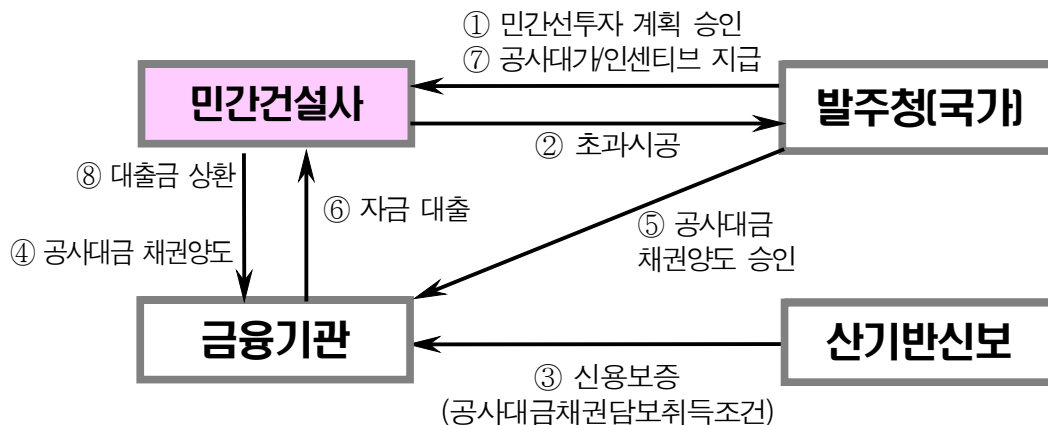 ① 민간선투자 계획 승인
⑦ 공사대가/인센티브 지급
민간건설사
발주청(국가)
② 초과시공
⑧ 대출금 상환
⑥ 자금 대출
⑤ 공사대금
채권양도 승인
④ 공사대금 채권양도
금융기관
산기반신보
③ 신용보증
(공사대금채권담보취득조건)